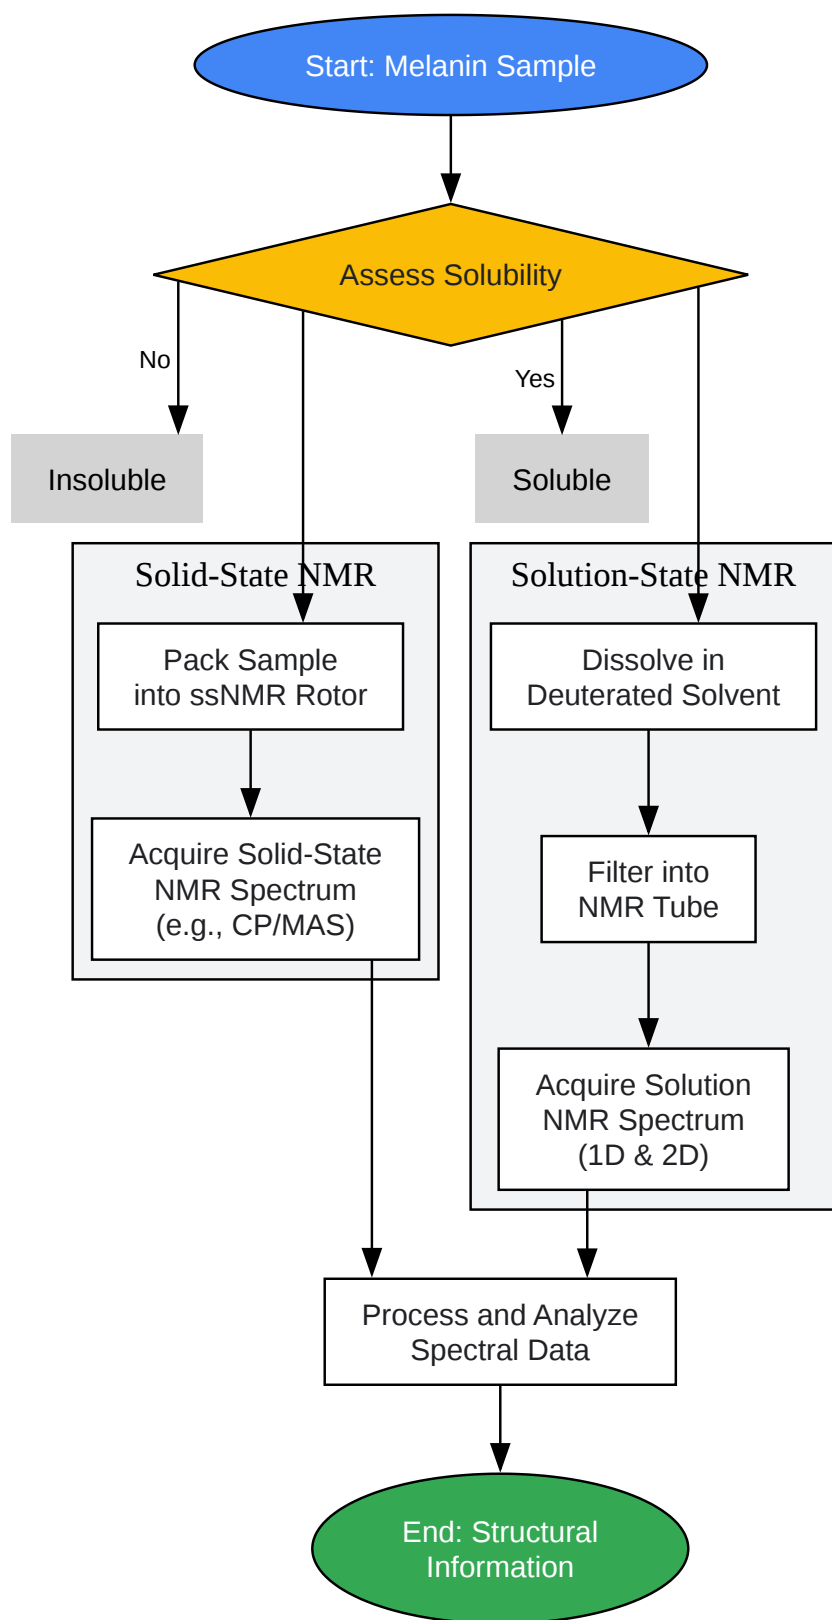 Start: Melanin Sample
Assess Solubility
No
Yes
Insoluble
Soluble
Solid-State NMR
Pack Sample
into ssNMR Rotor
Acquire Solid-State
NMR Spectrum
(e.g., CP/MAS)
Solution-State NMR
Dissolve in
Deuterated Solvent
Filter into
NMR Tube
Acquire Solution
NMR Spectrum
(1D & 2D)
Process and Analyze
Spectral Data
End: Structural
Information